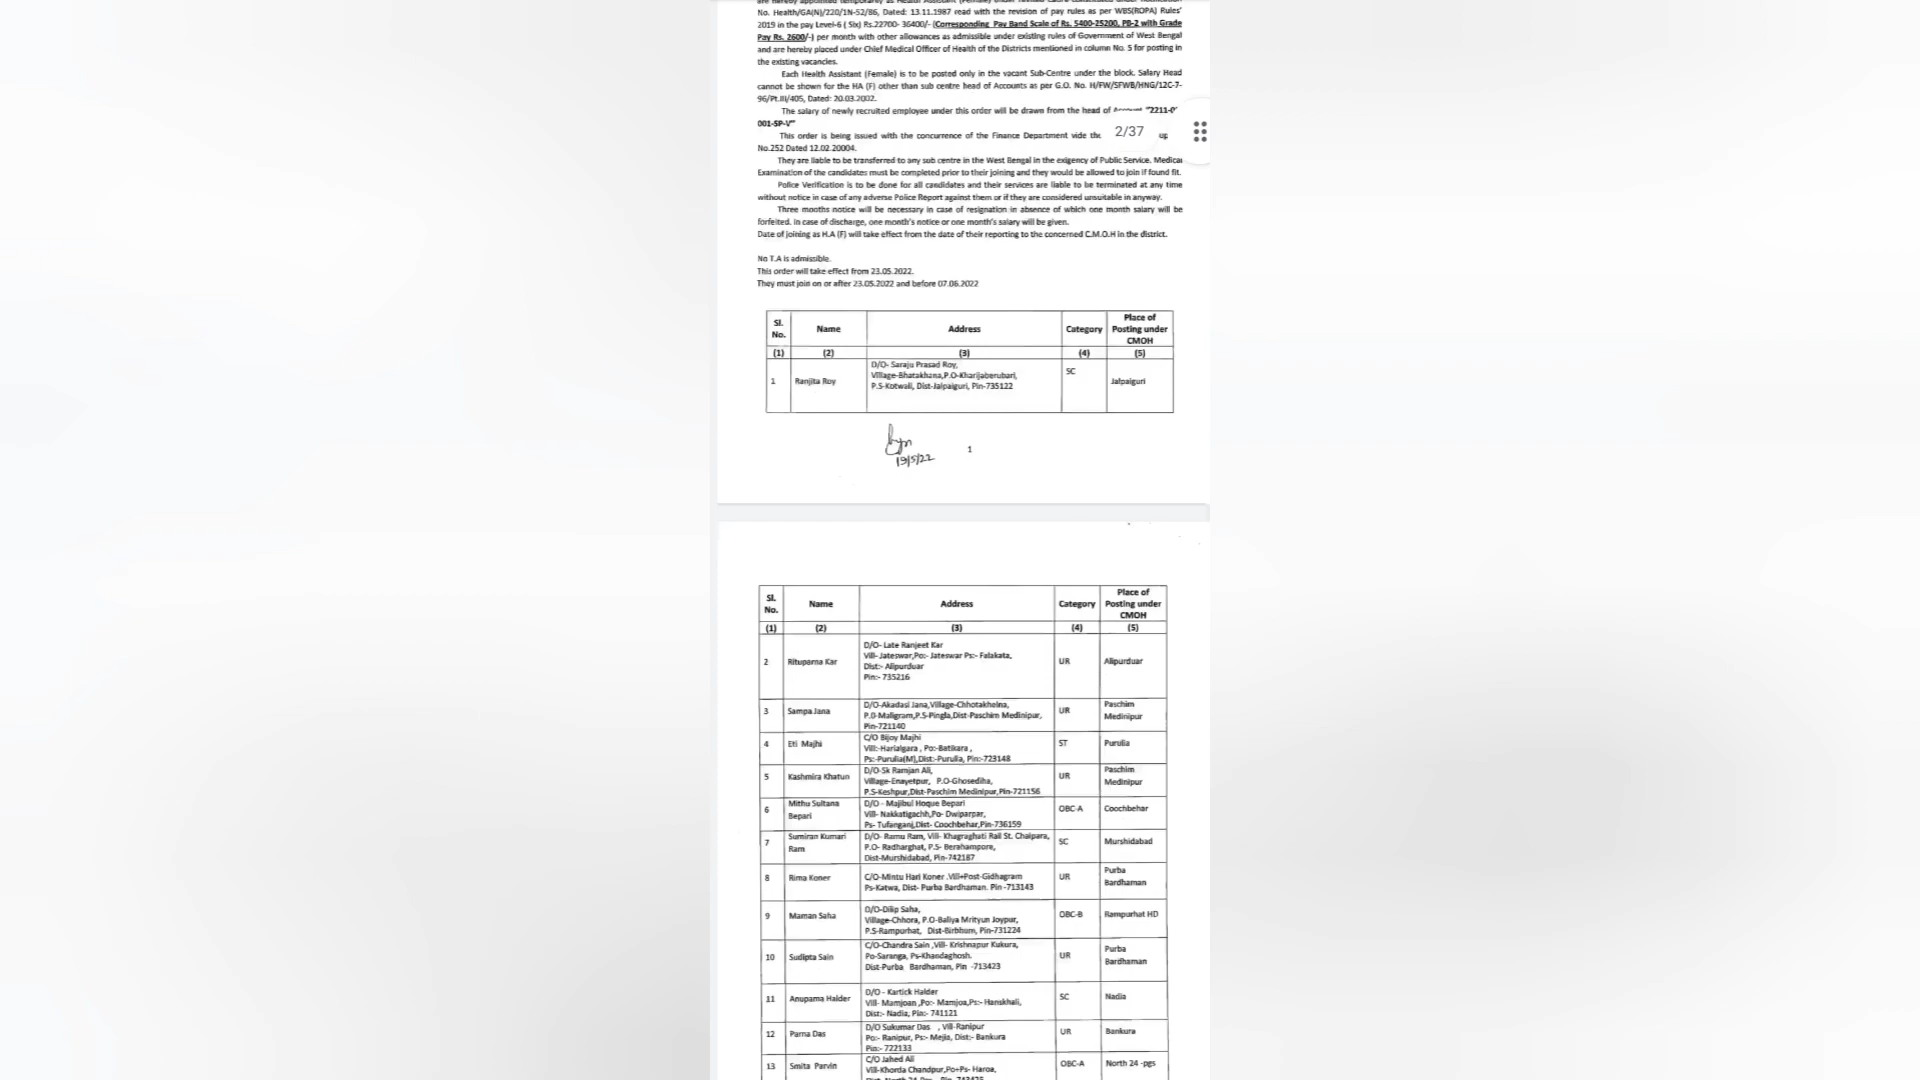 No. Health/GA(N)/220/1N-52/86, Dated: 13.11.1987 read with the revision of pay rules as per WBS(ROPA) Rules'
2019 in the pay Level-6 ( Six) Rs.22700- 36400/- (Corresponding Pay Band Scale of Rs. 5400-25200, PB-2 with Grade
Pay Rs. 2600/-) per month with other allowances as admissible under existing rules of Government of West Bengal
and are hereby placed under Chief Medical Officer of Health of the Districts mentioned in column No. 5 for posting in
the existing vacancies.
Each Health Assistant (Female) is to be posted only in the vacant Sub-Centre under the block. Salary Head
cannot be shown for the HA (F) other than sub centre head of Accounts as per G.O. No. H/FW/SFWB/HNG/12C-7-
96/Pt.III/405, Dated: 20.03.2002.
The salary of newly recruited employee under this order will be drawn from the head of "2211-0
001-SP-V"
This order is being issued with the concurrence of the Finance Department vide the up
2/37
No.252 Dated 12.02.20004.
They are liable to be transferred to any sub centre in the West Bengal in the exigency of Public Service. Medical
Examination of the candidates must be completed prior to their joining and they would be allowed to join if found fit.
Police Verification is to be done for all candidates and their services are liable to be terminated at any time
without notice in case of any adverse Police Report against them or if they are considered unsuitable in anyway.
Three months notice will be necessary in case of resignation in absence of which one month salary will be
forfeited. In case of discharge, one month's notice or one month's salary will be given.
Date of joining as H.A (F) will take effect from the date of their reporting to the concerned C.M.O.H in the district.
No T.A is admissible.
This order will take effect from 23.05.2022.
They must join on or after 23.05.2022 and before 07.06.2022
Sl. No. Name Address Category Place of Posting under CMOH
(1) (2) (3) (4) (5)
1 Ranjita Roy D/O- Saraju Prasad Roy, SC Jalpaiguri
Village-Bhatakhana,P.O-Kharijaberubari,
P.S-Kotwali, Dist-Jalpaiguri, Pin-735122
19/5/22
1
Sl. No. Name Address Category Place of Posting under CMOH
(1) (2) (3) (4) (5)
2 Rituparna Kar D/O- Late Ranjeet Kar UR Alipurduar
Vill- Jateswar,Po:- Jateswar Ps:- Falakata,
Dist:- Alipurduar
Pin:- 735216
3 Sampa Jana D/O-Akadasi Jana,Village-Chhotakhelna, UR Paschim Medinipur
P.O-Maligram,P.S-Pingla,Dist-Paschim Medinipur,
Pin-721140
4 Eti Majhi C/O Bijoy Majhi ST Purulia
Vill:-Harialgara , Po:-Batikara ,
Ps:-Purulia(M),Dist:-Purulia, Pin:-723148
5 Kashmira Khatun D/O-Sk Ramjan Ali, UR Paschim Medinipur
Village-Enayetpur, P.O-Ghosediha,
P.S-Keshpur,Dist-Paschim Medinipur,Pin-721156
6 Mithu Sultana Bepari D/O - Majibul Hoque Bepari OBC-A Coochbehar
Vill- Nakkatigachh,Po- Dwiparpar,
Ps- Tufanganj,Dist- Coochbehar,Pin-736159
7 Sumiran Kumari Ram D/O- Ramu Ram, Vill- Khagraghati Rail St. Chalpara, SC Murshidabad
P.O- Radharghat, P.S- Berahampore,
Dist-Murshidabad, Pin-742187
8 Rima Koner C/O-Mintu Hari Koner .Vill+Post-Gidhagram UR Purba Bardhaman
Ps-Katwa, Dist- Purba Bardhaman. Pin -713143
9 Maman Saha D/O-Dilip Saha, OBC-B Rampurhat HD
Village-Chhora, P.O-Baliya Mrityun Joypur,
P.S-Rampurhat, Dist-Birbhum, Pin-731224
10 Sudipta Sain C/O-Chandra Sain ,Vill- Krishnapur Kukura, UR Purba Bardhaman
Po-Saranga, Ps-Khandaghosh.
Dist-Purba Bardhaman, Pin -713423
11 Anupama Halder D/O - Kartick Halder SC Nadia
Vill- Mamjoan ,Po:- Mamjoa,Ps:- Hanskhali,
Dist:- Nadia, Pin:- 741121
12 Parna Das D/O Sukumar Das , Vill-Ranipur UR Bankura
Po:- Ranipur, Ps:- Mejia, Dist:- Bankura
Pin:- 722133
13 Smita Parvin C/O Jahed Ali OBC-A North 24 -pgs
Vill-Khorda Chandpur,Po+Ps- Haroa,